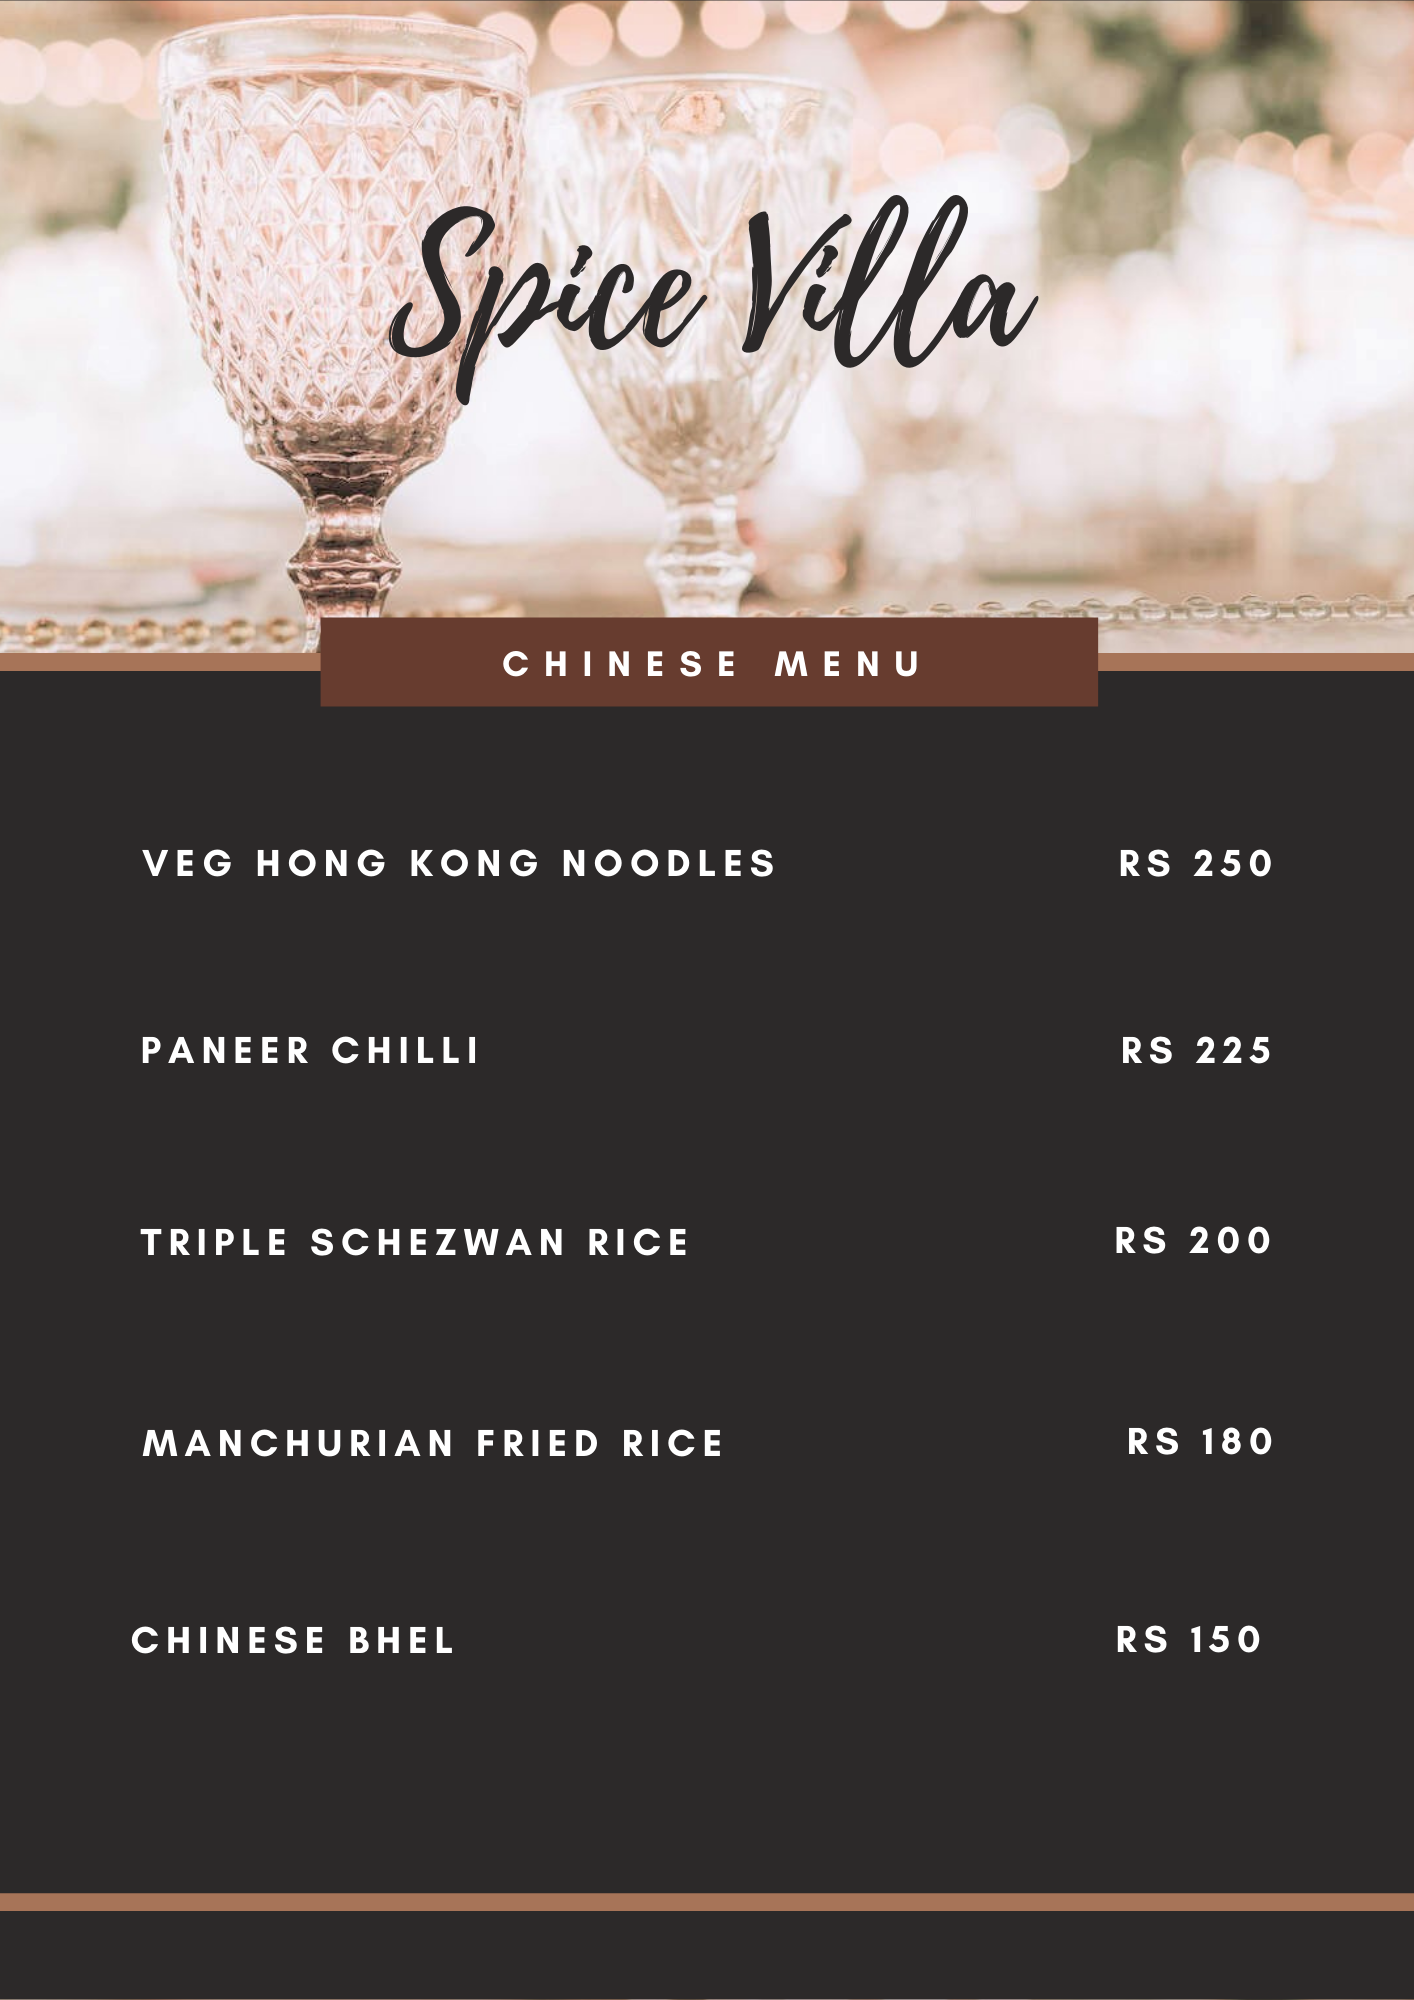 Spice Villa
CHINESE MENU
VEG HONG KONG NOODLES RS 250
PANEER CHILLI RS 225
TRIPLE SCHEZWAN RICE RS 200
MANCHURIAN FRIED RICE RS 180
CHINESE BHEL RS 150